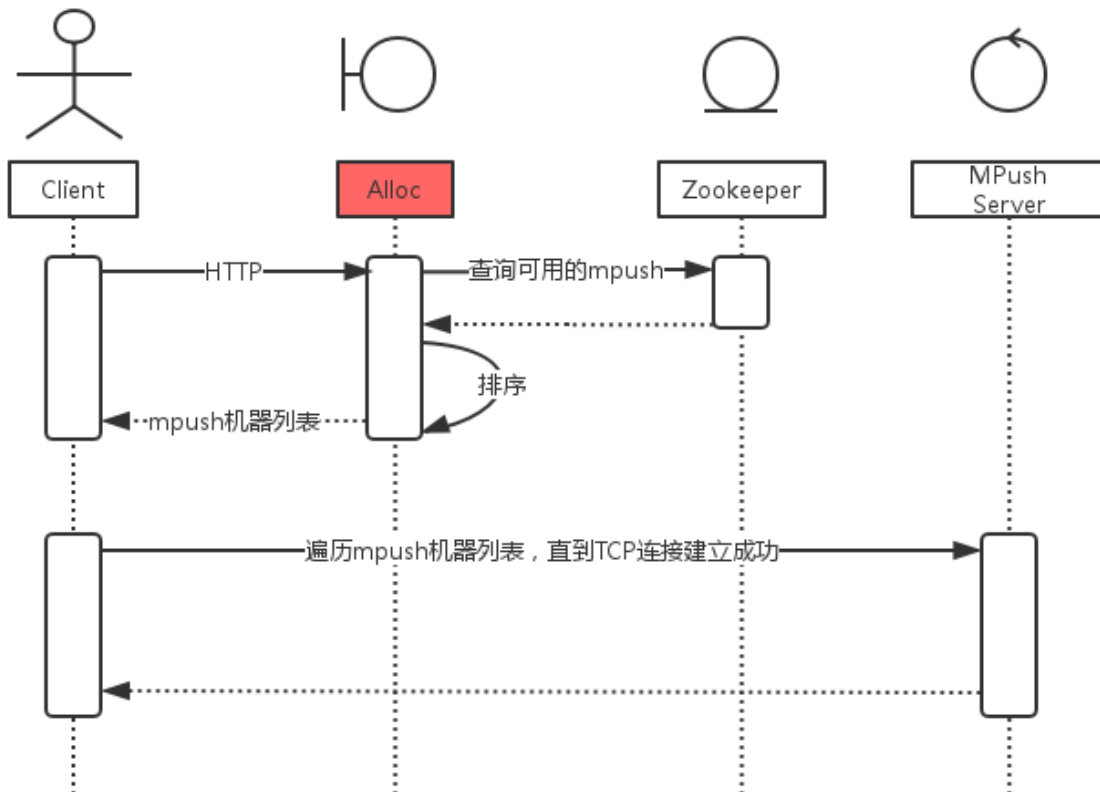 Client
Alloc
Zookeeper
MPush
Server
HTTP
查询可用的mpush
排序
mpush机器列表
遍历mpush机器列表，直到TCP连接建立成功